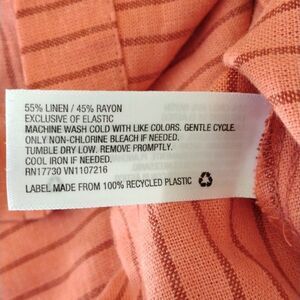 55% LINEN / 45% RAYON
EXCLUSIVE OF ELASTIC
MACHINE WASH COLD WITH LIKE COLORS. GENTLE CYCLE.
ONLY NON-CHLORINE BLEACH IF NEEDED.
TUMBLE DRY LOW. REMOVE PROMPTLY.
COOL IRON IF NEEDED.
RN17730 VN1107216
LABEL MADE FROM 100% RECYCLED PLASTIC